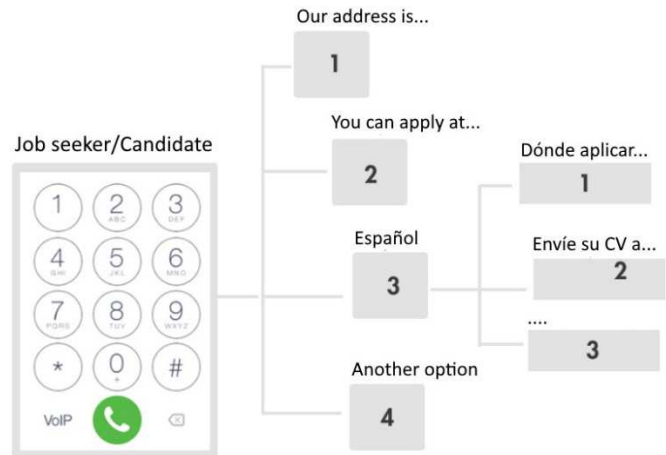 Our address is...
1
You can apply at...
2
Job seeker/Candidate
Dónde aplicar...
1
Español
3
Envíe su CV a...
2
....
3
Another option
4
1 2 3
ABC DEF
4 5 6
GHI JKL MNO
7 8 9
PQRS TUV WXYZ
* 0 #
+
VoIP